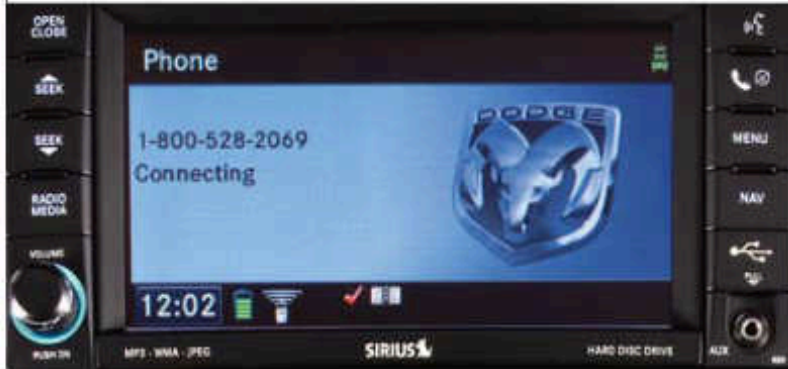 OPEN
CLOSE
SEEK
SEEK
RADIO
MEDIA
VOLUME
PUSH ON
Phone
1-800-528-2069
Connecting
DODGE
12:02
MP3 · WMA · JPEG
SIRIUS
HARD DISC DRIVE
MENU
NAV
PULL
AUX